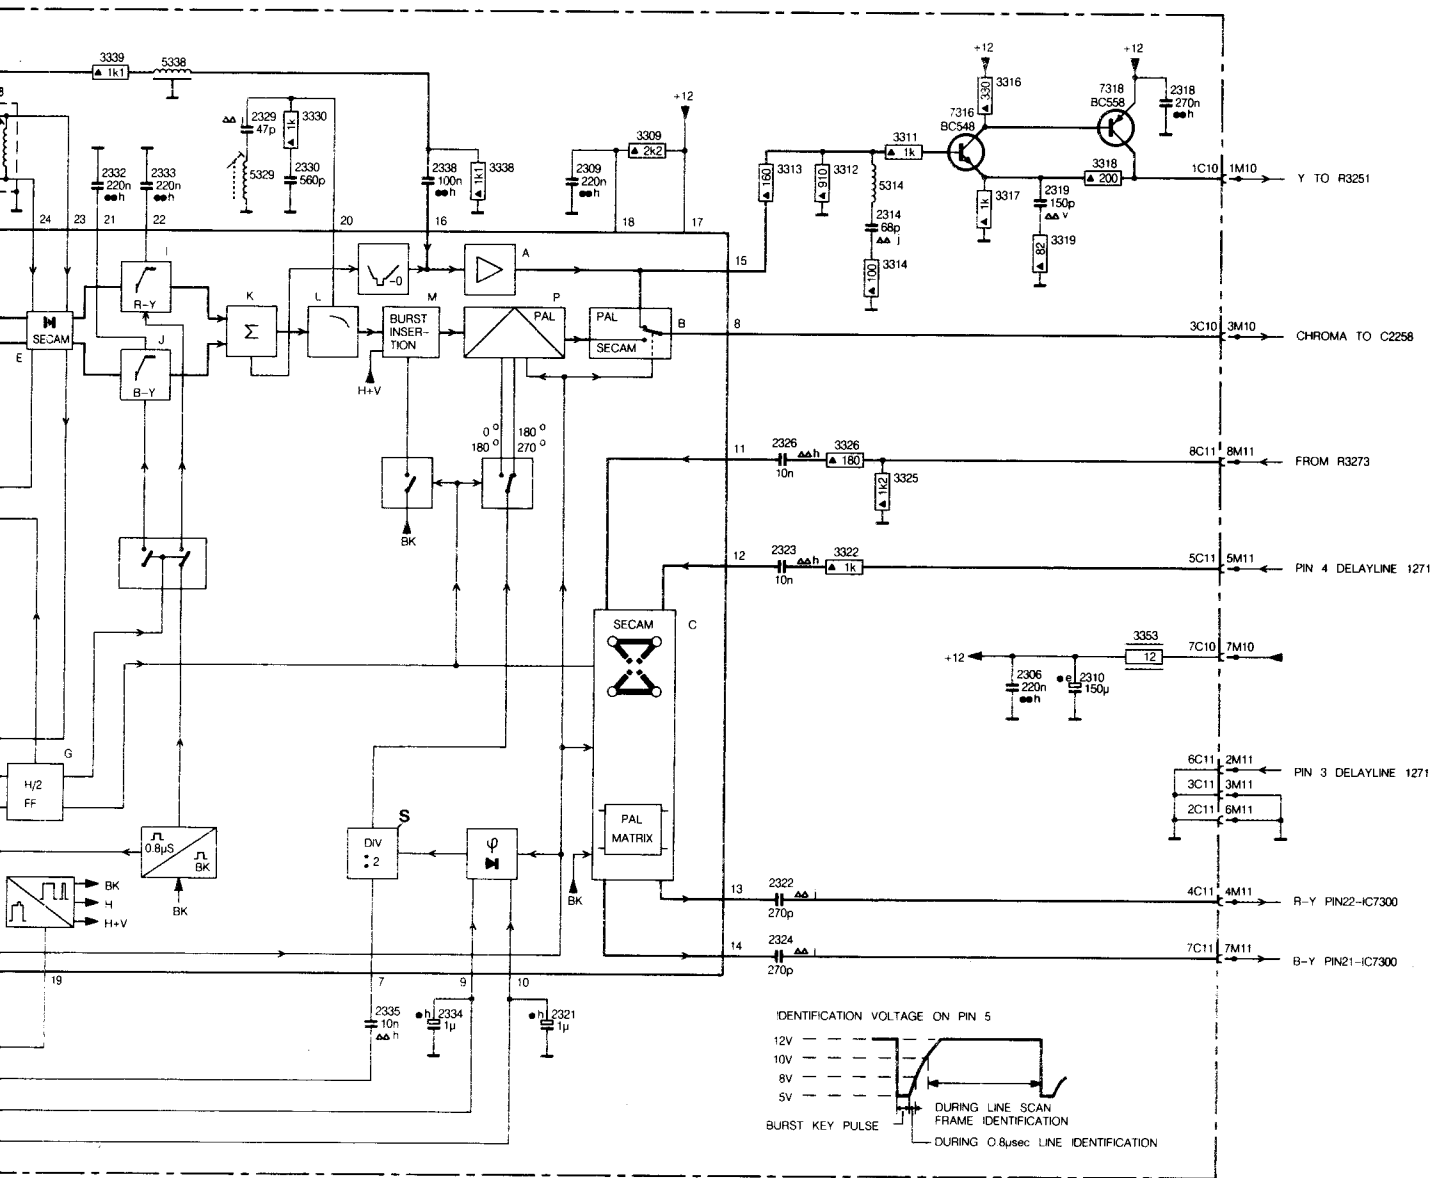 3339
1k1
5338
8
2329
47p
1k
3330
5329
2330
560p
2332
220n
h
2333
220n
h
2338
100n
h
1k1
3338
2309
220n
h
3309
2k2
+12
24
23
21
22
20
16
18
17
15
160
3313
910
3312
5314
2314
68p
j
100
3314
3311
1k
7316
BC548
+12
330
3316
1k
3317
7318
BC558
+12
2318
270n
h
3318
200
2319
150p
v
82
3319
1C10
1M10
Y TO R3251
SECAM
E
I
R-Y
J
B-Y
K
Σ
L
-0
M
BURST
INSER-
TION
H+V
A
P
PAL
PAL
SECAM
B
8
3C10
3M10
CHROMA TO C2258
0°
180°
180°
270°
BK
11
2326
h
10n
3326
180
1k2
3325
8C11
8M11
FROM R3273
12
2323
h
10n
3322
1k
5C11
5M11
PIN 4 DELAYLINE 1271
SECAM
C
PAL
MATRIX
+12
2306
220n
h
e
2310
150µ
3353
12
7C10
7M10
6C11
2M11
PIN 3 DELAYLINE 1271
3C11
3M11
2C11
6M11
G
H/2
FF
0.8µS
BK
BK
BK
H
H+V
19
S
DIV
: 2
φ
BK
13
2322
j
270p
4C11
4M11
R-Y PIN22-IC7300
14
2324
j
270p
7C11
7M11
B-Y PIN21-IC7300
7
9
10
2335
10n
h
h
2334
1µ
h
2321
1µ
IDENTIFICATION VOLTAGE ON PIN 5
12V
10V
8V
5V
BURST KEY PULSE
DURING LINE SCAN
FRAME IDENTIFICATION
DURING 0.8µsec LINE IDENTIFICATION